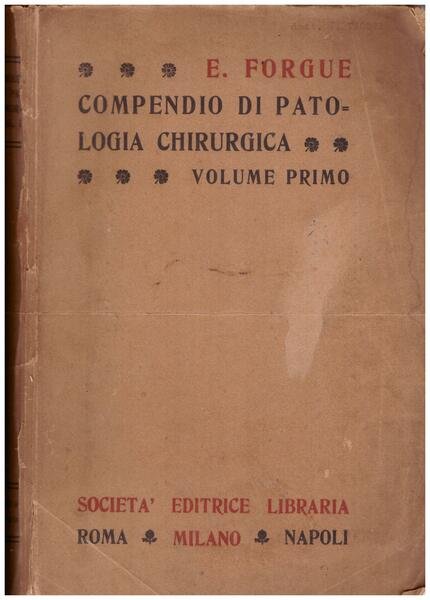 E. FORGUE
COMPENDIO DI PATO=
LOGIA CHIRURGICA
VOLUME PRIMO
SOCIETA' EDITRICE LIBRARIA
ROMA MILANO NAPOLI